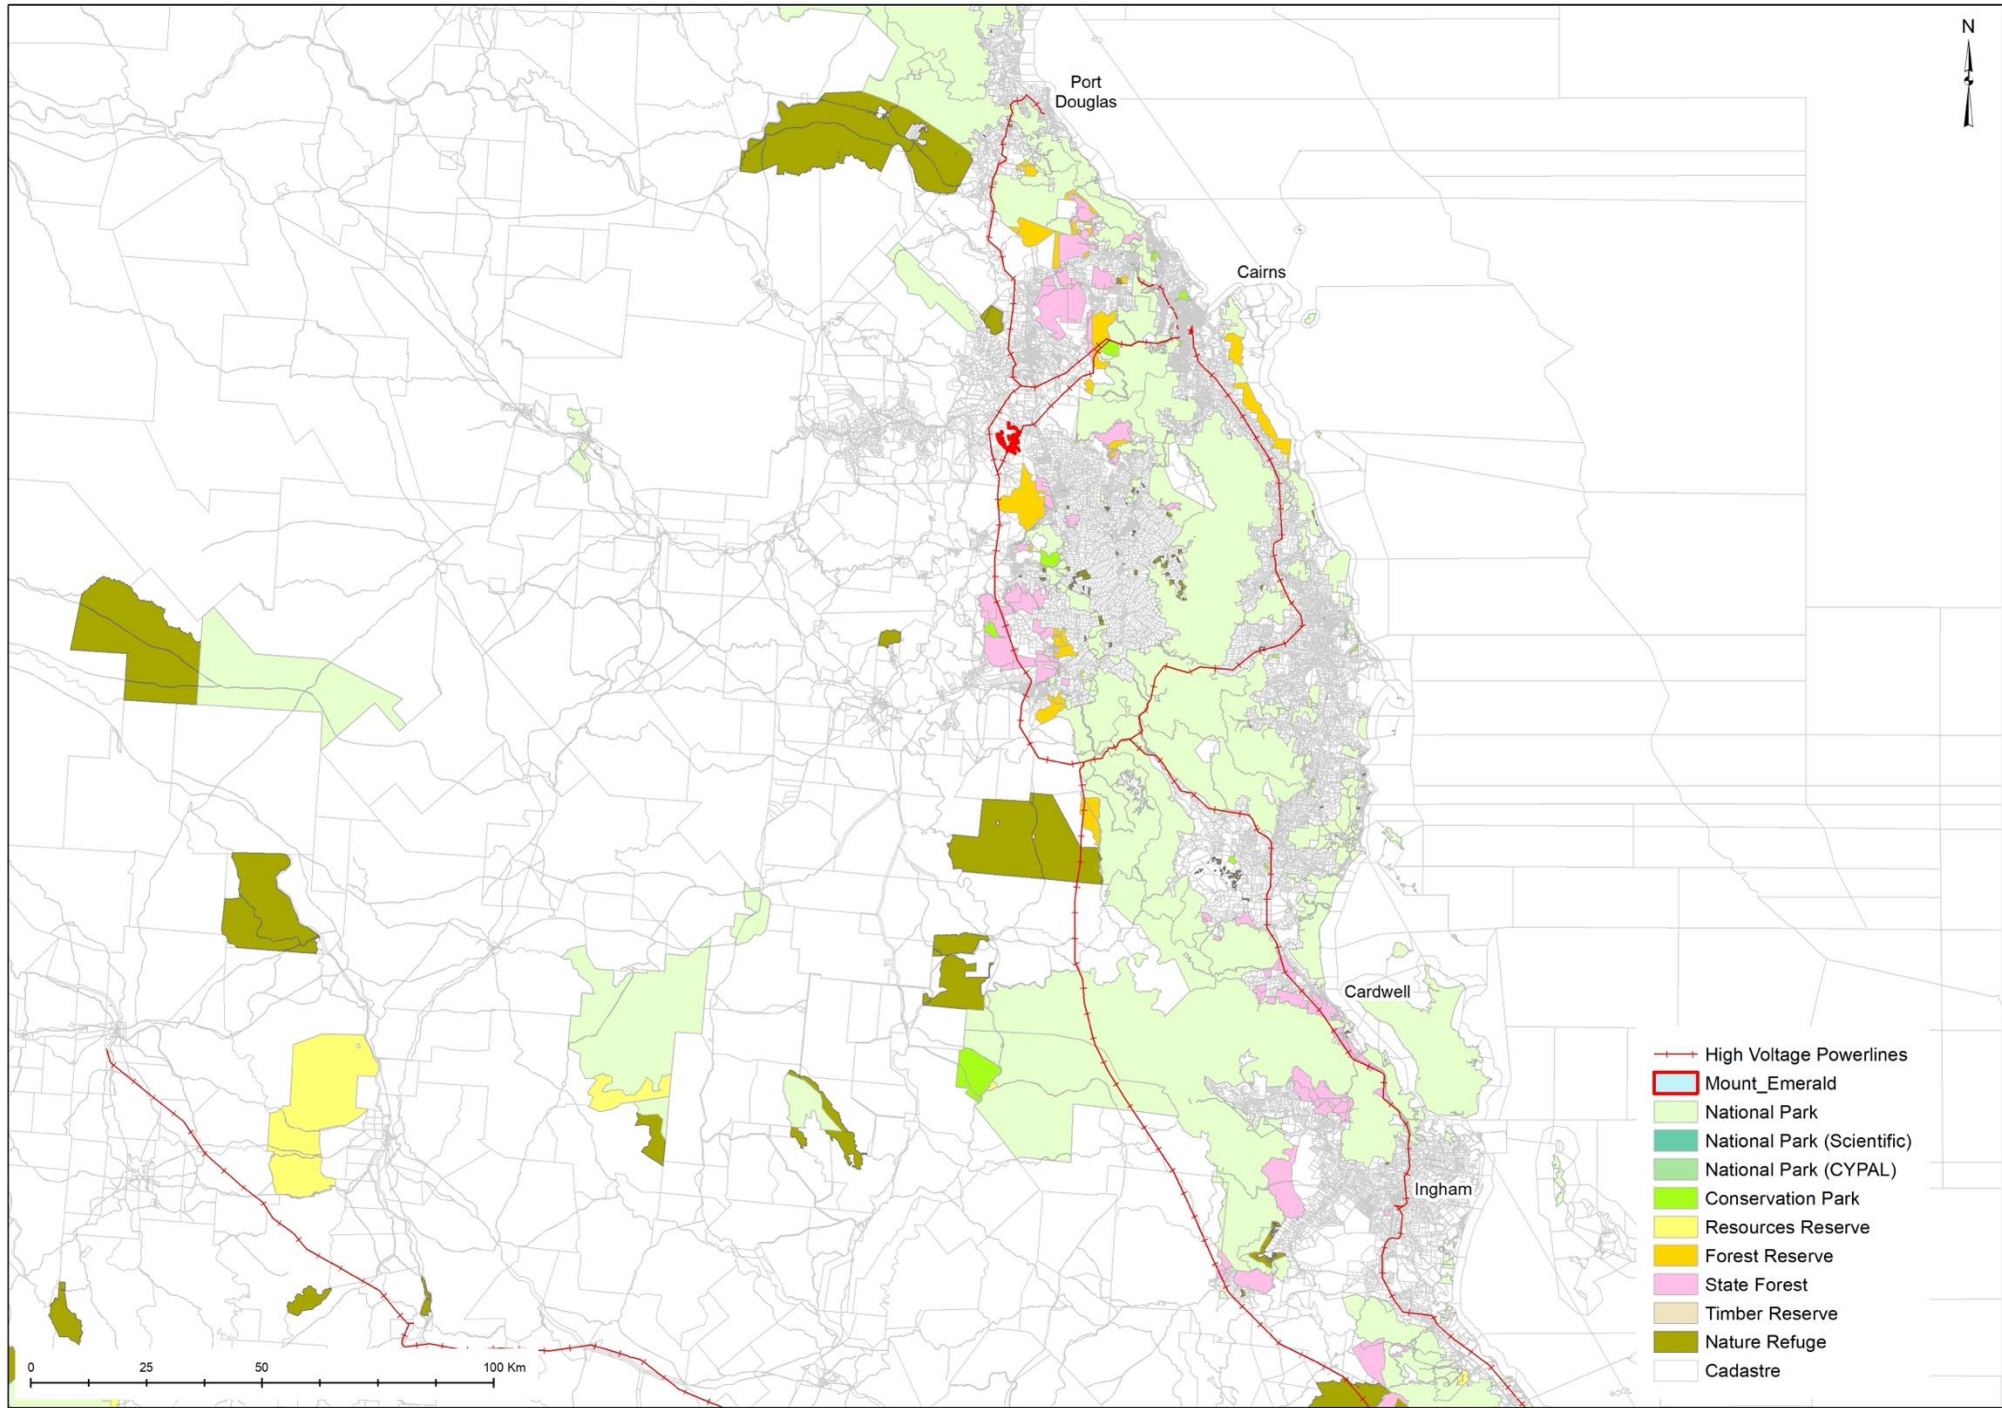 N
Port
Douglas
Cairns
Cardwell
Ingham
High Voltage Powerlines
Mount_Emerald
National Park
National Park (Scientific)
National Park (CYPAL)
Conservation Park
Resources Reserve
Forest Reserve
State Forest
Timber Reserve
Nature Refuge
Cadastre
0 25 50 100 Km